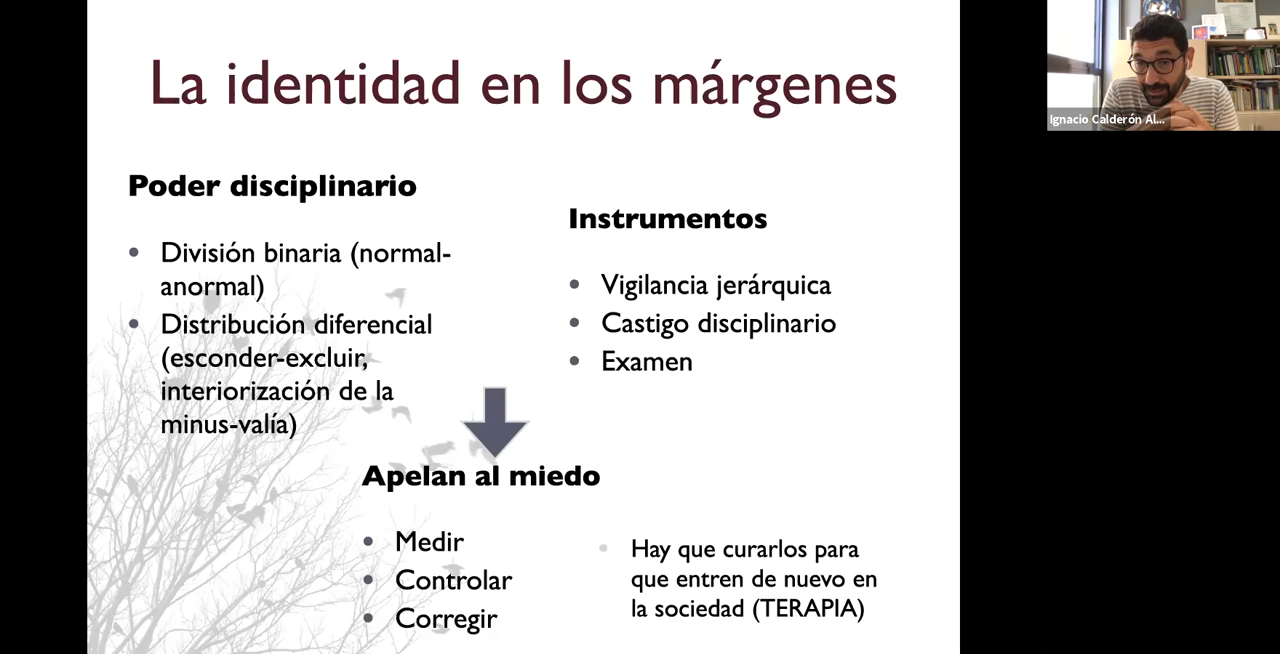 La identidad en los márgenes
Poder disciplinario
• División binaria (normal-
anormal)
• Distribución diferencial
(esconder-excluir,
interiorización de la
minus-valía)
Instrumentos
• Vigilancia jerárquica
• Castigo disciplinario
• Examen
Apelan al miedo
• Medir
• Controlar
• Corregir
• Hay que curarlos para
que entren de nuevo en
la sociedad (TERAPIA)
Ignacio Calderón Al...